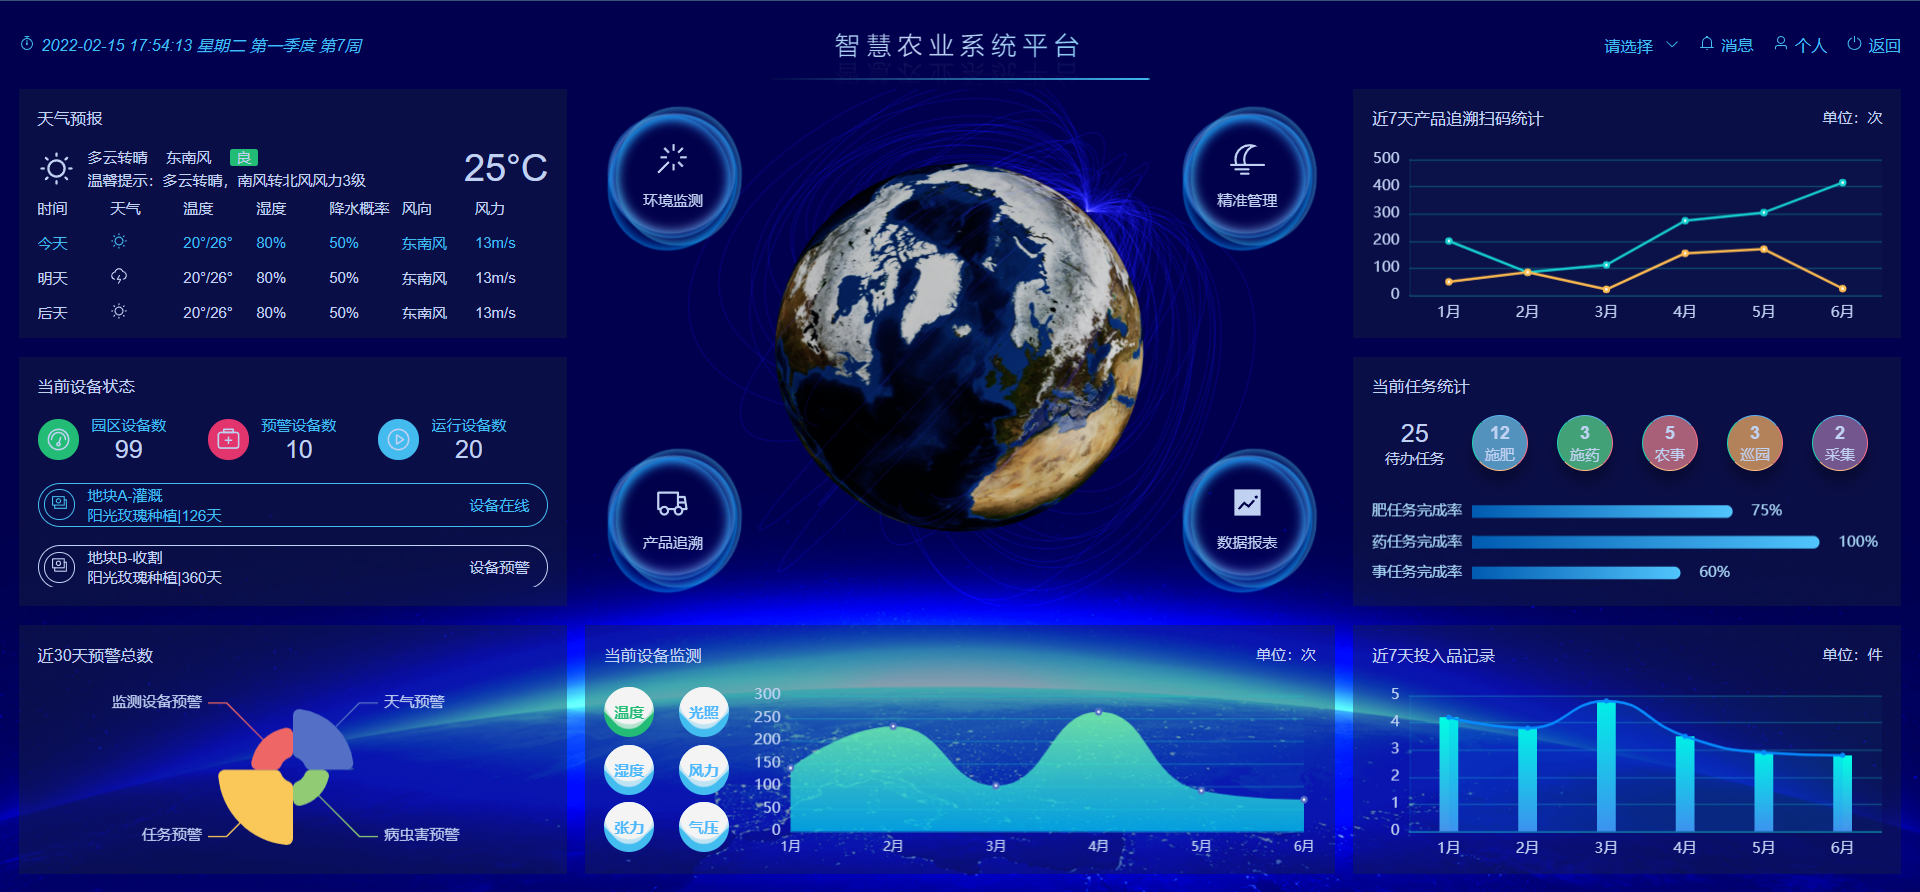 2022-02-15 17:54:13 星期二 第一季度 第7周
智慧农业系统平台
请选择 消息 个人 返回
天气预报
多云转晴 东南风 良
温馨提示：多云转晴，南风转北风风力3级
25°C
时间 天气 温度 湿度 降水概率 风向 风力
今天 20°/26° 80% 50% 东南风 13m/s
明天 20°/26° 80% 50% 东南风 13m/s
后天 20°/26° 80% 50% 东南风 13m/s
当前设备状态
园区设备数 预警设备数 运行设备数
99 10 20
地块A-灌溉
阳光玫瑰种植|126天
设备在线
地块B-收割
阳光玫瑰种植|360天
设备预警
近30天预警总数
监测设备预警 天气预警
任务预警 病虫害预警
环境监测 精准管理
产品追溯 数据报表
当前设备监测 单位：次
温度 光照
湿度 风力
张力 气压
300
250
200
150
100
50
0
1月 2月 3月 4月 5月 6月
近7天产品追溯扫码统计 单位：次
500
400
300
200
100
0
1月 2月 3月 4月 5月 6月
当前任务统计
25 12 3 5 3 2
待办任务 施肥 施药 农事 巡园 采集
肥任务完成率 75%
药任务完成率 100%
事任务完成率 60%
近7天投入品记录 单位：件
5
4
3
2
1
0
1月 2月 3月 4月 5月 6月